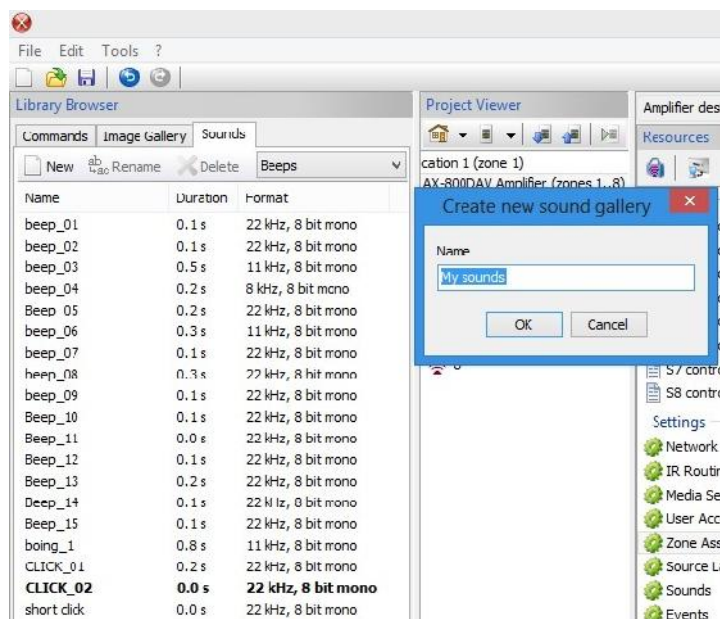 File Edit Tools ?
Library Browser
Commands Image Gallery Sounds
New Rename Delete Beeps
Name Duration Format
beep_01 0.1 s 22 kHz, 8 bit mono
beep_02 0.1 s 22 kHz, 8 bit mono
beep_03 0.5 s 11 kHz, 8 bit mono
beep_04 0.2 s 8 kHz, 8 bit mono
Beep 05 0.2 s 22 kHz, 8 bit mono
beep_06 0.3 s 11 kHz, 8 bit mono
beep_07 0.1 s 22 kHz, 8 bit mono
beep_08 0.3 s 22 kHz, 8 bit mono
beep_09 0.1 s 22 kHz, 8 bit mono
Beep_10 0.1 s 22 kHz, 8 bit mono
Beep_11 0.0 s 22 kHz, 8 bit mono
Beep_12 0.1 s 22 kHz, 8 bit mono
Beep_13 0.2 s 22 kHz, 8 bit mono
Beep_14 0.1 s 22 kHz, 8 bit mono
Beep_15 0.1 s 22 kHz, 8 bit mono
boing_1 0.8 s 11 kHz, 8 bit mono
CLICK_01 0.2 s 22 kHz, 8 bit mono
CLICK_02 0.0 s 22 kHz, 8 bit mono
short click 0.0 s 22 kHz, 8 bit mono
Project Viewer
cation 1 (zone 1)
AX-800DAV Amplifier (zones 1..8)
Create new sound gallery
Name
My sounds
OK Cancel
Amplifier des
Resources
S7 contro
S8 contro
Settings
Network
IR Routin
Media Se
User Acc
Zone Ass
Source La
Sounds
Events